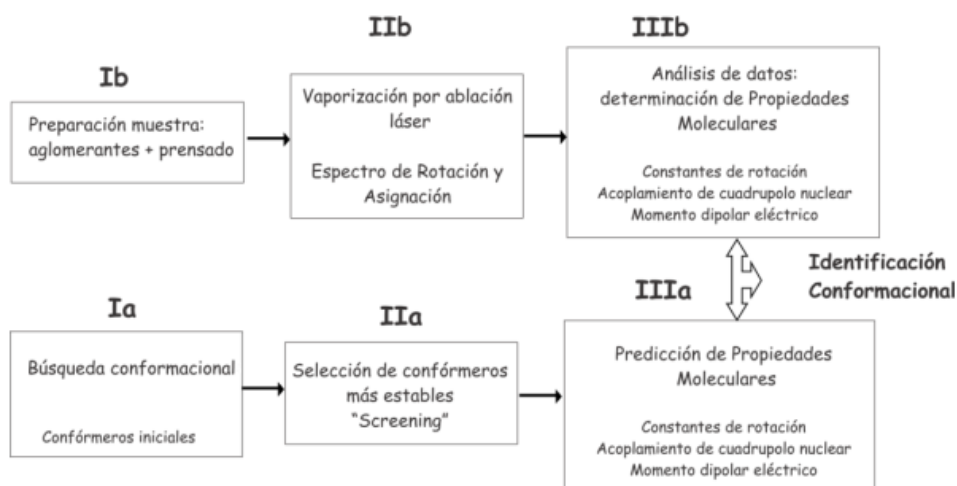 Ib
Preparación muestra:
aglomerantes + prensado
IIb
Vaporización por ablación
láser
Espectro de Rotación y
Asignación
IIIb
Análisis de datos:
determinación de Propiedades
Moleculares
Constantes de rotación
Acoplamiento de cuadrupolo nuclear
Momento dipolar eléctrico
Identificación
Conformacional
Ia
Búsqueda conformacional
Confórmeros iniciales
IIa
Selección de confórmeros
más estables
“Screening”
IIIa
Predicción de Propiedades
Moleculares
Constantes de rotación
Acoplamiento de cuadrupolo nuclear
Momento dipolar eléctrico